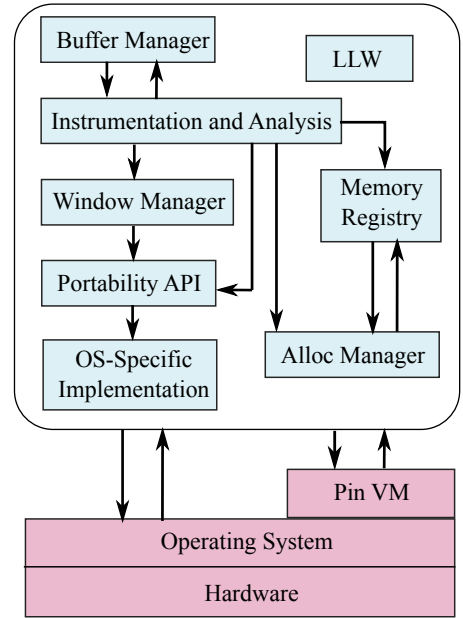 Buffer Manager
LLW
Instrumentation and Analysis
Window Manager
Memory
Registry
Portability API
OS-Specific
Implementation
Alloc Manager
Pin VM
Operating System
Hardware